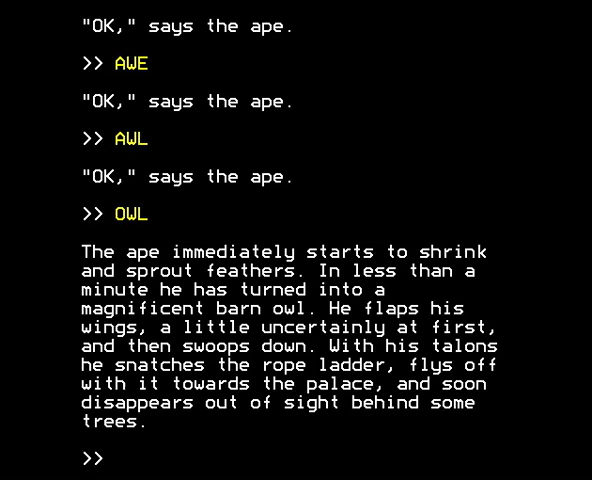 "OK," says the ape.
>> AWE
"OK," says the ape.
>> AWL
"OK," says the ape.
>> OWL
The ape immediately starts to shrink
and sprout feathers. In less than a
minute he has turned into a
magnificent barn owl. He flaps his
wings, a little uncertainly at first,
and then swoops down. With his talons
he snatches the rope ladder, flys off
with it towards the palace, and soon
disappears out of sight behind some
trees.
>>